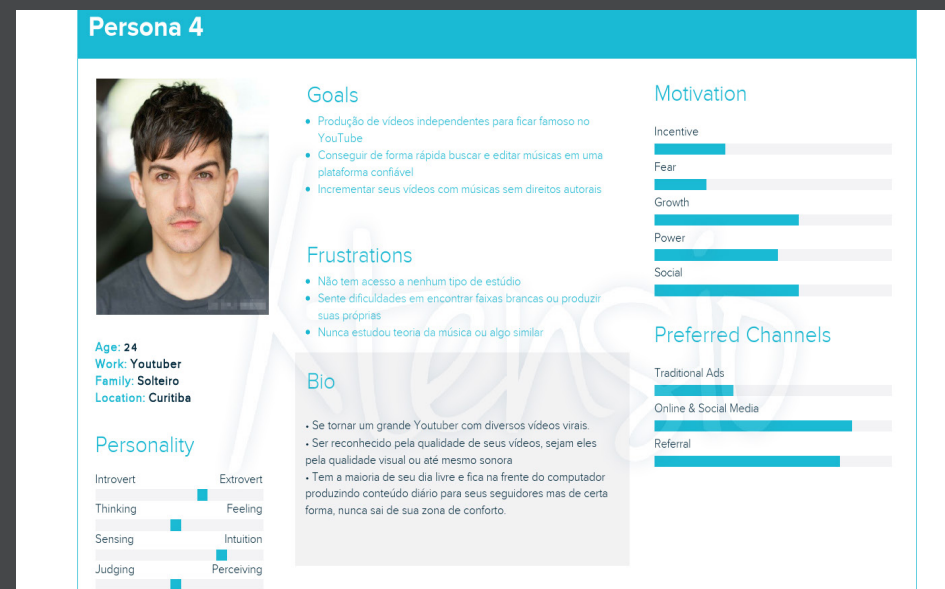 Persona 4
Age: 24
Work: Youtuber
Family: Solteiro
Location: Curitiba
Personality
Introvert Extrovert
Thinking Feeling
Sensing Intuition
Judging Perceiving
Goals
• Produção de vídeos independentes para ficar famoso no
YouTube
• Conseguir de forma rápida buscar e editar músicas em uma
plataforma confiável
• Incrementar seus vídeos com músicas sem direitos autorais
Frustrations
• Não tem acesso a nenhum tipo de estúdio
• Sente dificuldades em encontrar faixas brancas ou produzir
suas próprias
• Nunca estudou teoria da música ou algo similar
Bio
• Se tornar um grande Youtuber com diversos vídeos virais.
• Ser reconhecido pela qualidade de seus vídeos, sejam eles
pela qualidade visual ou até mesmo sonora
• Tem a maioria de seu dia livre e fica na frente do computador
produzindo conteúdo diário para seus seguidores mas de certa
forma, nunca sai de sua zona de conforto.
Motivation
Incentive
Fear
Growth
Power
Social
Preferred Channels
Traditional Ads
Online & Social Media
Referral
Xtensio